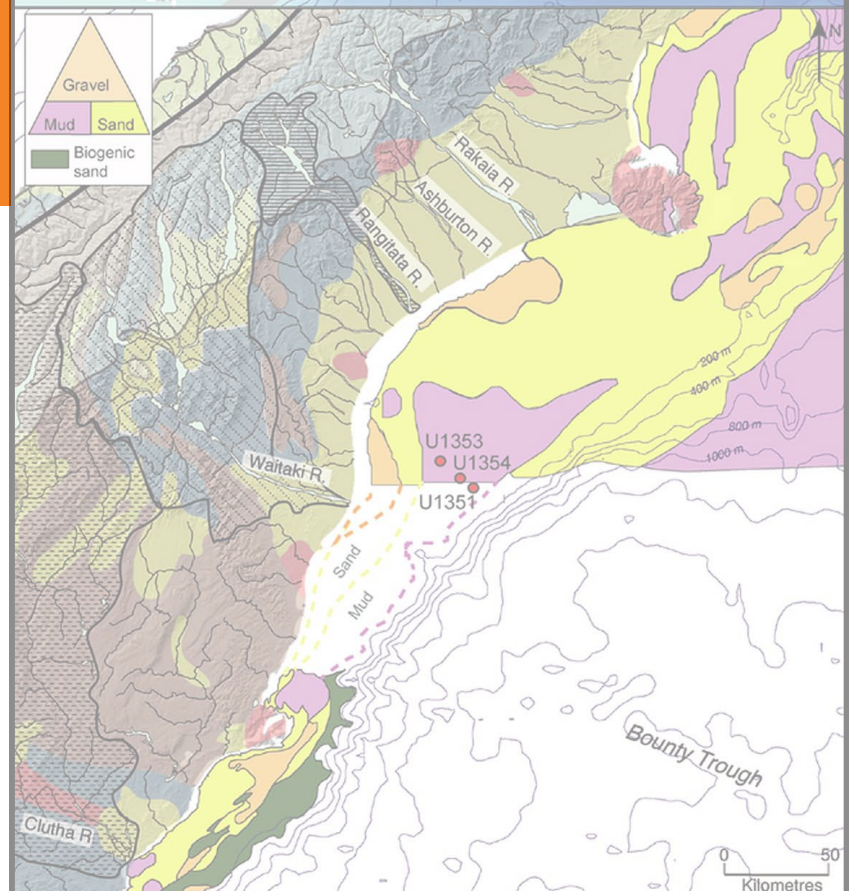 N
Gravel
Mud
Sand
Biogenic
sand
Rakaia R.
Ashburton R.
Rangitata R.
200 m
400 m
800 m
1000 m
U1353
U1354
U1351
Waitaki R.
Sand
Mud
Bounty Trough
Clutha R
0
50
Kilometres